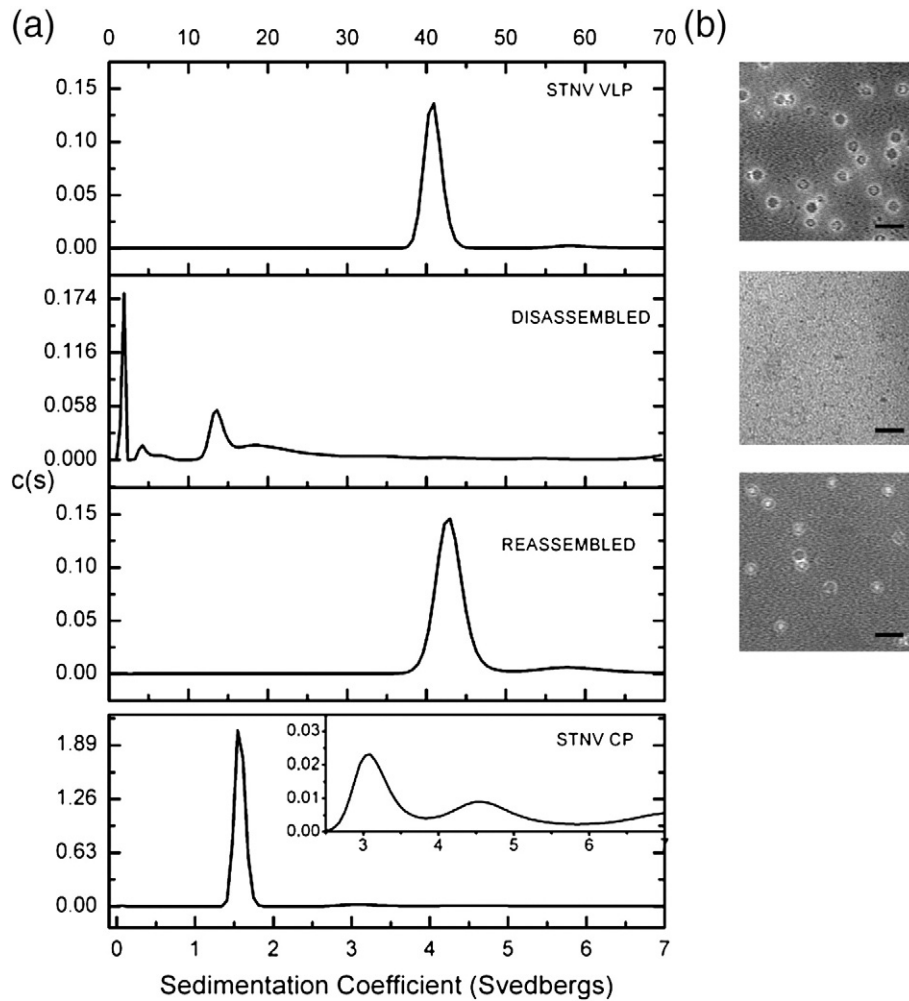 (a)
(b)
0 10 20 30 40 50 60 70
STNV VLP
0.15
0.10
0.05
0.00
DISASSEMBLED
0.174
0.116
0.058
0.000
c(s)
REASSEMBLED
0.15
0.10
0.05
0.00
STNV CP
1.89
1.26
0.63
0.00
0.03
0.02
0.01
0.00
3 4 5 6 7
0 1 2 3 4 5 6 7
Sedimentation Coefficient (Svedbergs)